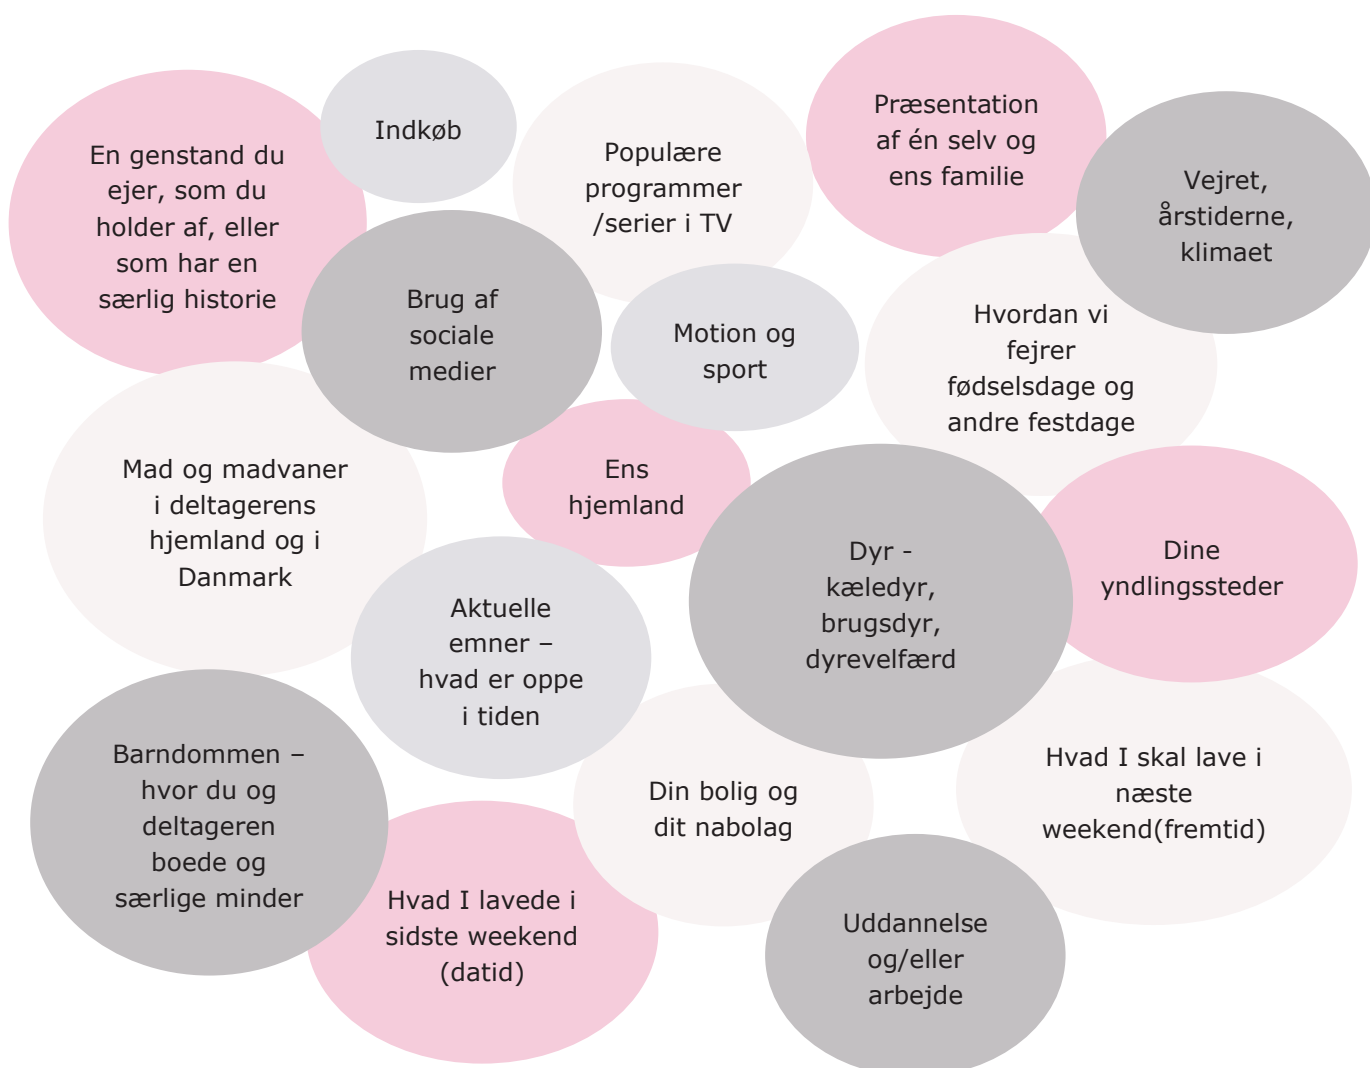 En genstand du
ejer, som du
holder af, eller
som har en
særlig historie
Indkøb
Populære
programmer
/serier i TV
Præsentation
af én selv og
ens familie
Vejret,
årstiderne,
klimaet
Brug af
sociale
medier
Motion og
sport
Hvordan vi
fejrer
fødselsdage og
andre festdage
Mad og madvaner
i deltagerens
hjemland og i
Danmark
Ens
hjemland
Dyr -
kæledyr,
brugsdyr,
dyrevelfærd
Dine
yndlingssteder
Aktuelle
emner –
hvad er oppe
i tiden
Barndommen –
hvor du og
deltageren
boede og
særlige minder
Din bolig og
dit nabolag
Hvad I skal lave i
næste
weekend(fremtid)
Hvad I lavede i
sidste weekend
(datid)
Uddannelse
og/eller
arbejde